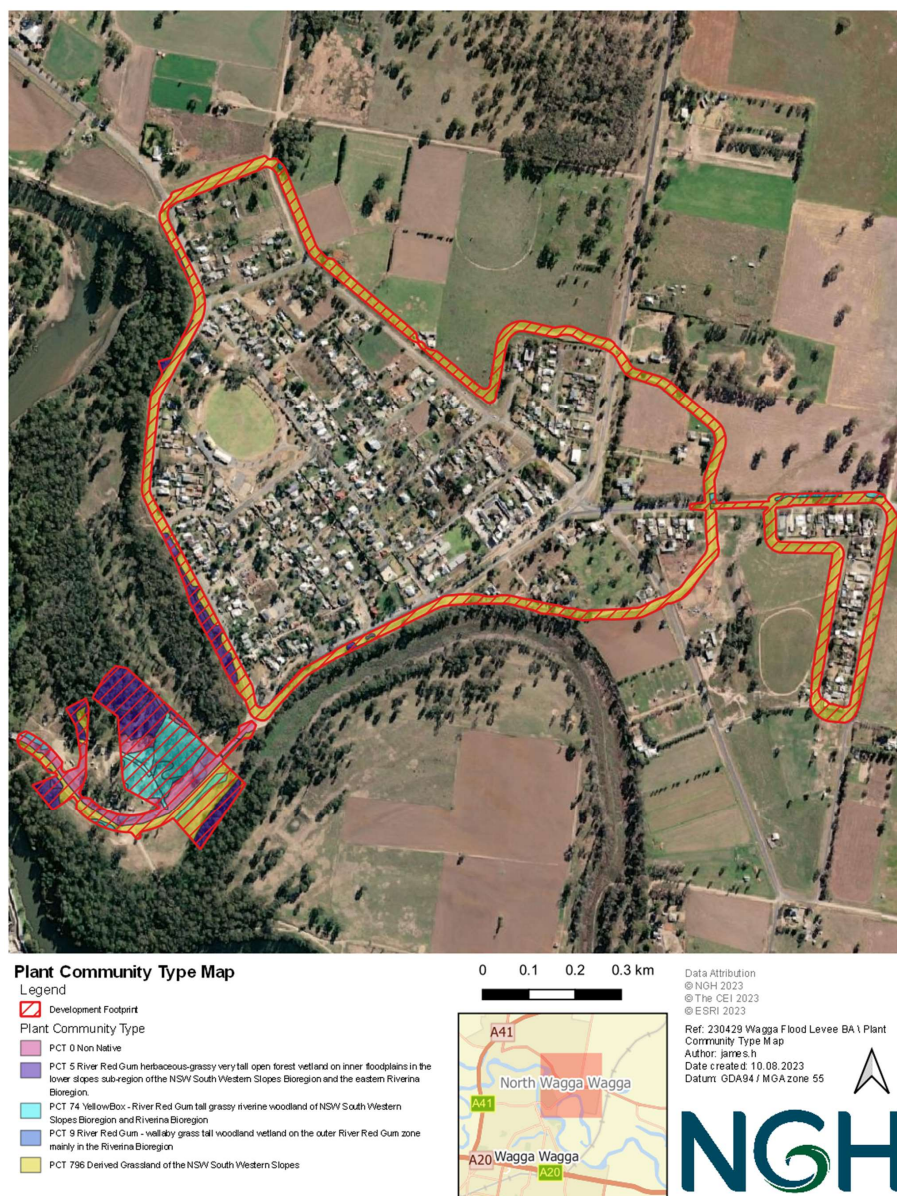 Plant Community Type Map
Legend
Development Footprint
Plant Community Type
PCT 0 Non Native
PCT 5 River Red Gum herbaceous-grassy very tall open forest wetland on inner floodplains in the
lower slopes sub-region of the NSW South Western Slopes Bioregion and the eastern Riverina
Bioregion.
PCT 74 YellowBox - River Red Gum tall grassy riverine woodland of NSW South Western
Slopes Bioregion and Riverina Bioregion
PCT 9 River Red Gum - wallaby grass tall woodland wetland on the outer River Red Gum zone
mainly in the Riverina Bioregion
PCT 796 Derived Grassland of the NSW South Western Slopes
0 0.1 0.2 0.3 km
A41
North Wagga Wagga
A41
Wagga Wagga
A20
A20
Data Attribution
© NGH 2023
© The CEI 2023
© ESRI 2023
Ref: 230429 Wagga Flood Levee BA \ Plant
Community Type Map
Author: james.h
Date created: 10.08.2023
Datum: GDA94 / MGA zone 55
NGH